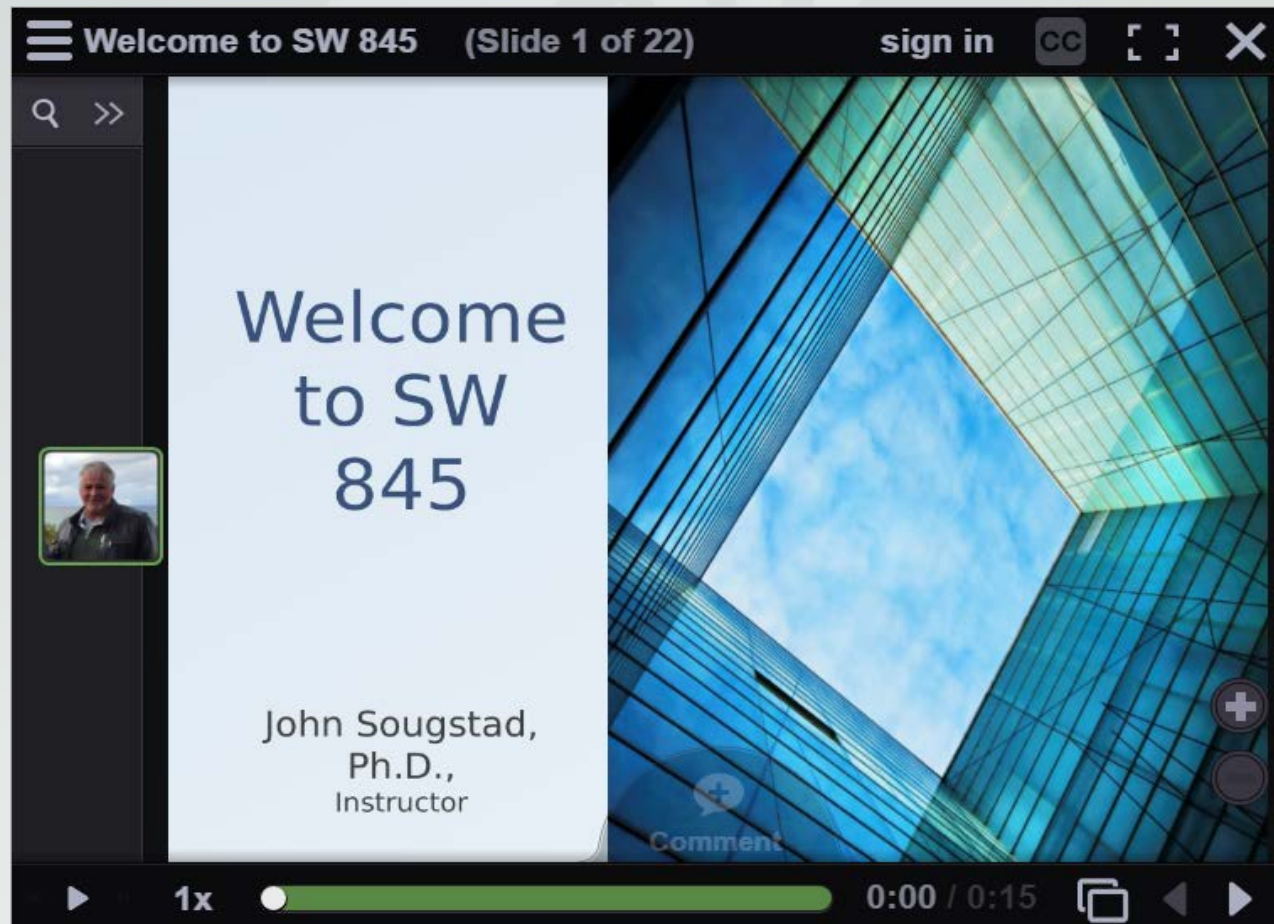 Welcome to SW 845 (Slide 1 of 22) sign in CC
Welcome
to SW
845
John Sougstad,
Ph.D.,
Instructor
Comment
1x 0:00 / 0:15